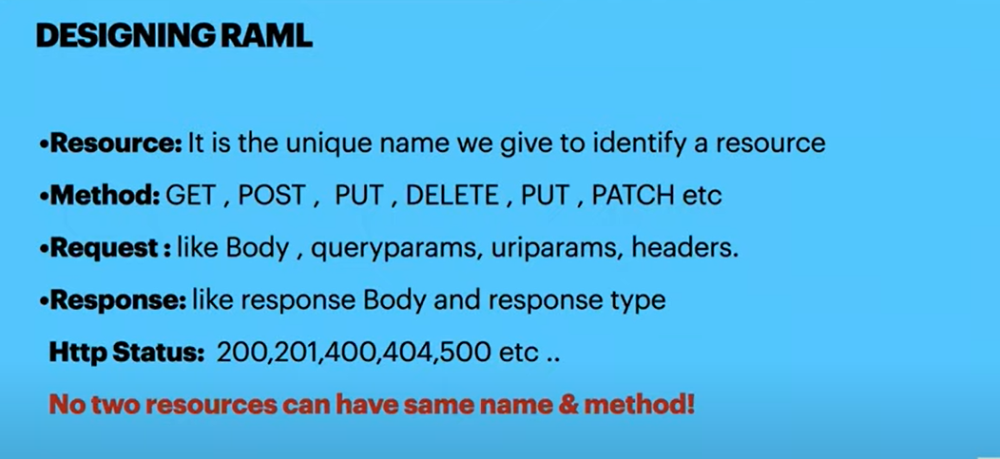 DESIGNING RAML
•Resource: It is the unique name we give to identify a resource
•Method: GET , POST , PUT , DELETE , PUT , PATCH etc
•Request : like Body , queryparams, uriparams, headers.
•Response: like response Body and response type
Http Status: 200,201,400,404,500 etc ..
No two resources can have same name & method!